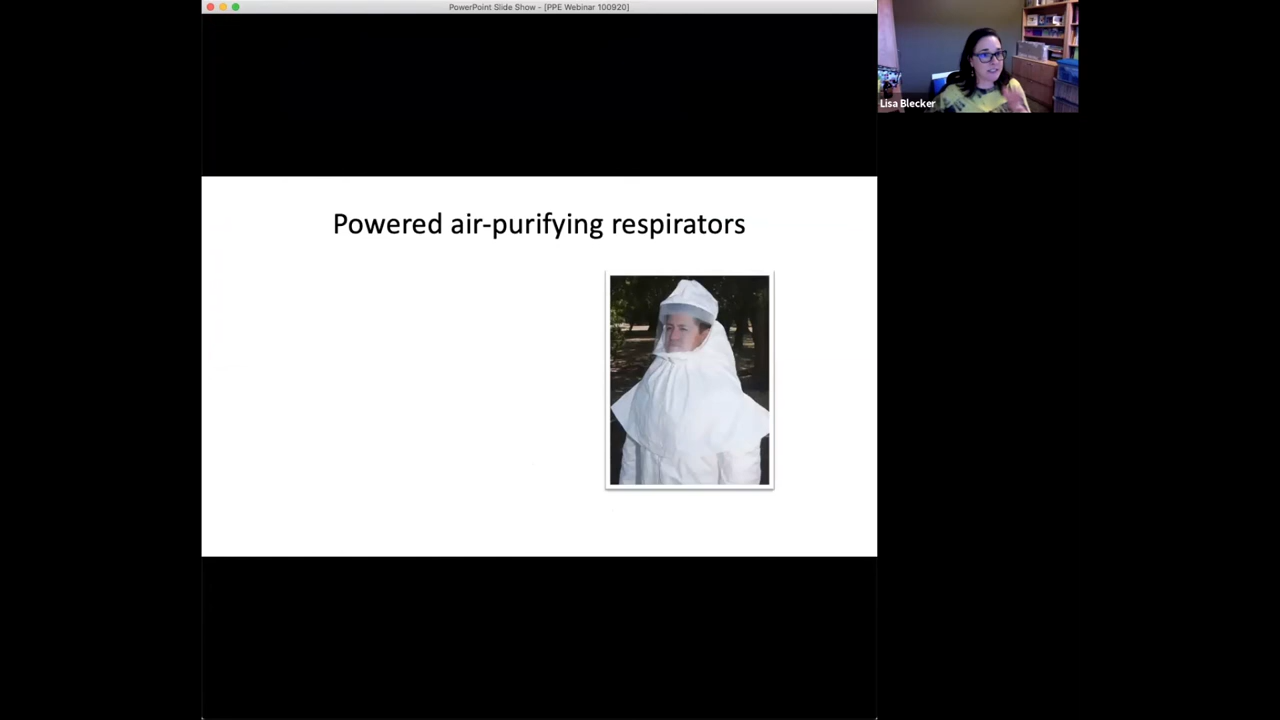 PowerPoint Slide Show - [PPE Webinar 100920]
Lisa Blecker
Powered air-purifying respirators